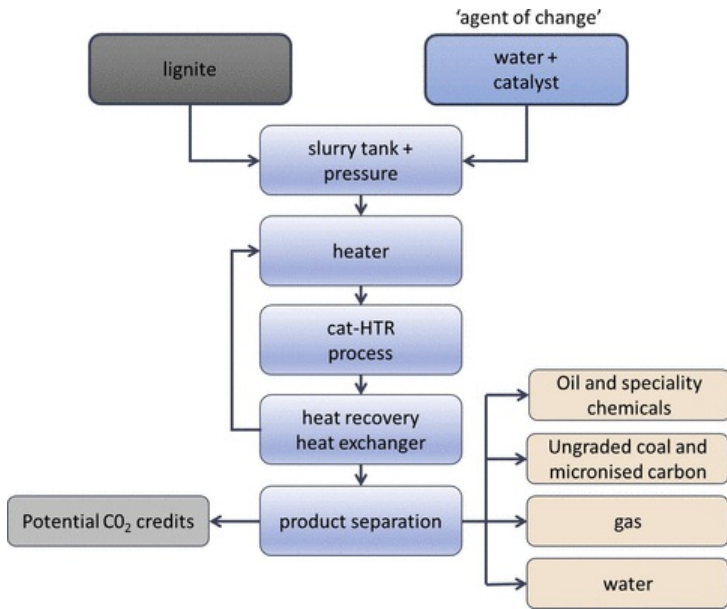 'agent of change'
lignite
water +
catalyst
slurry tank +
pressure
heater
cat-HTR
process
heat recovery
heat exchanger
Oil and speciality
chemicals
Ungraded coal and
micronised carbon
Potential C0₂ credits
product separation
gas
water